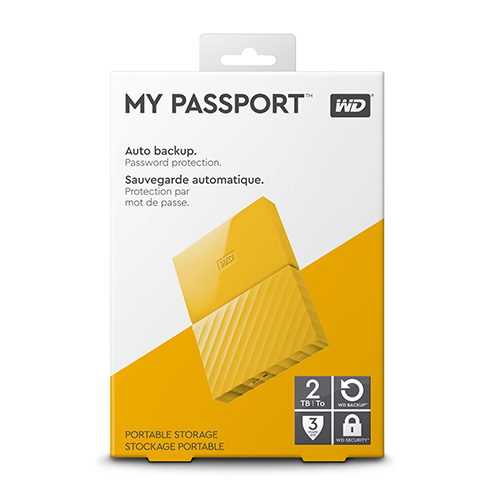 MY PASSPORT™ WD®
Auto backup.
Password protection.
Sauvegarde automatique.
Protection par
mot de passe.
WD
2
TB | To
WD BACKUP™
3
WD SECURITY™
PORTABLE STORAGE
STOCKAGE PORTABLE